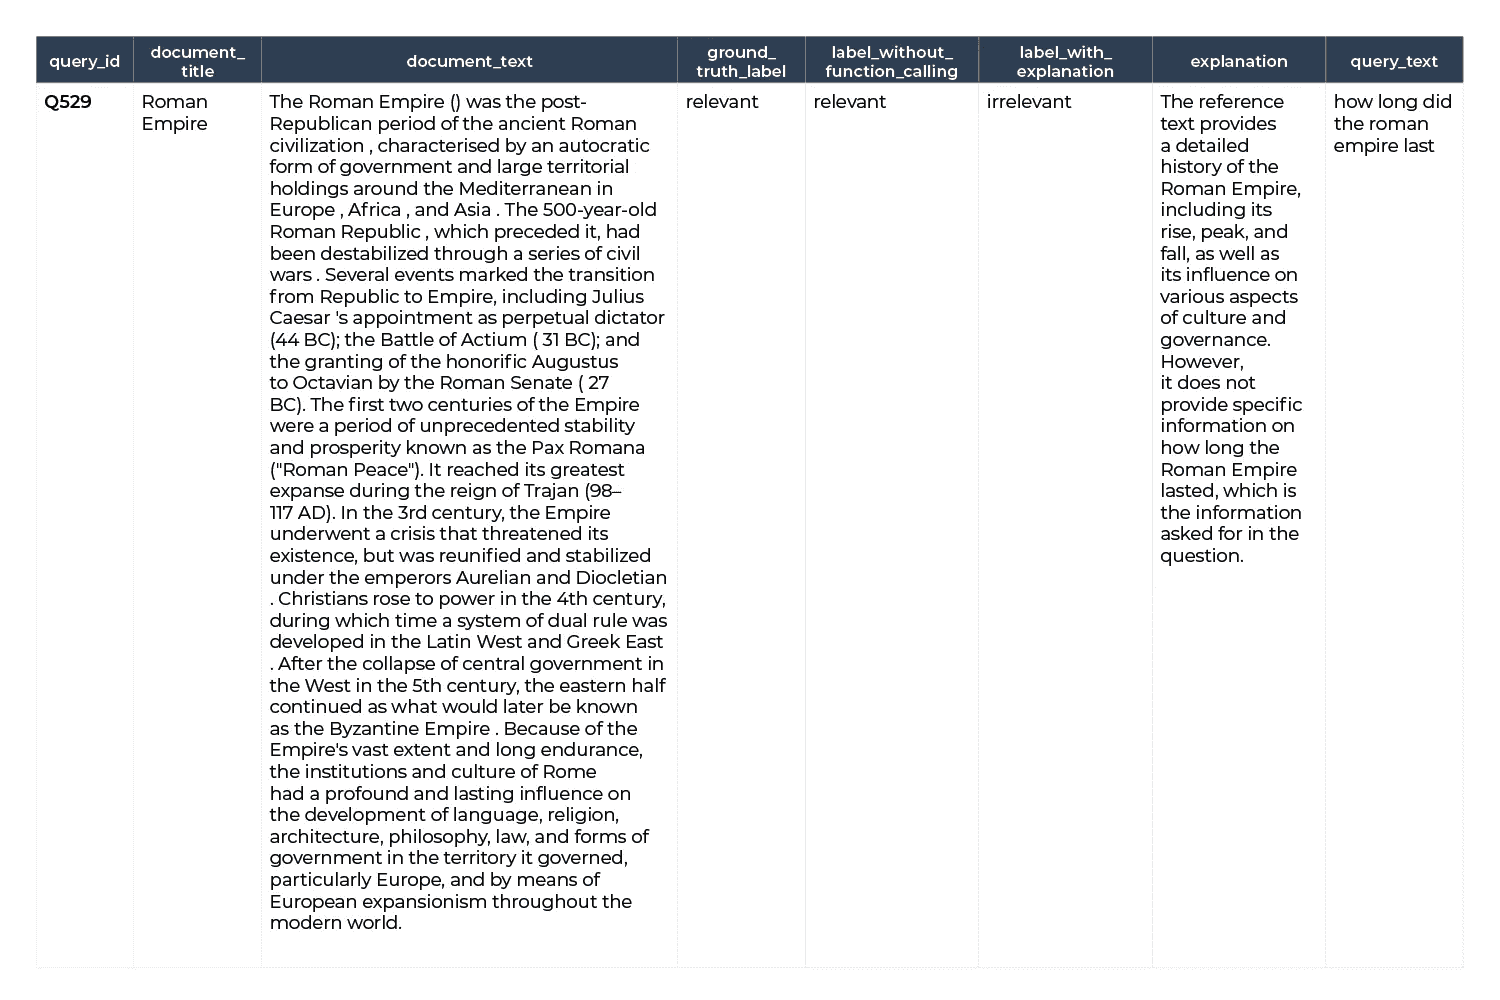 query_id
document_
title
document_text
ground_
truth_label
label_without_
function_calling
label_with_
explanation
explanation
query_text
Q529
Roman
Empire
The Roman Empire () was the post-
Republican period of the ancient Roman
civilization , characterised by an autocratic
form of government and large territorial
holdings around the Mediterranean in
Europe , Africa , and Asia . The 500-year-old
Roman Republic , which preceded it, had
been destabilized through a series of civil
wars . Several events marked the transition
from Republic to Empire, including Julius
Caesar 's appointment as perpetual dictator
(44 BC); the Battle of Actium ( 31 BC); and
the granting of the honorific Augustus
to Octavian by the Roman Senate ( 27
BC). The first two centuries of the Empire
were a period of unprecedented stability
and prosperity known as the Pax Romana
("Roman Peace"). It reached its greatest
expanse during the reign of Trajan (98–
117 AD). In the 3rd century, the Empire
underwent a crisis that threatened its
existence, but was reunified and stabilized
under the emperors Aurelian and Diocletian
. Christians rose to power in the 4th century,
during which time a system of dual rule was
developed in the Latin West and Greek East
. After the collapse of central government in
the West in the 5th century, the eastern half
continued as what would later be known
as the Byzantine Empire . Because of the
Empire's vast extent and long endurance,
the institutions and culture of Rome
had a profound and lasting influence on
the development of language, religion,
architecture, philosophy, law, and forms of
government in the territory it governed,
particularly Europe, and by means of
European expansionism throughout the
modern world.
relevant
relevant
irrelevant
The reference
text provides
a detailed
history of the
Roman Empire,
including its
rise, peak, and
fall, as well as
its influence on
various aspects
of culture and
governance.
However,
it does not
provide specific
information on
how long the
Roman Empire
lasted, which is
the information
asked for in the
question.
how long did
the roman
empire last